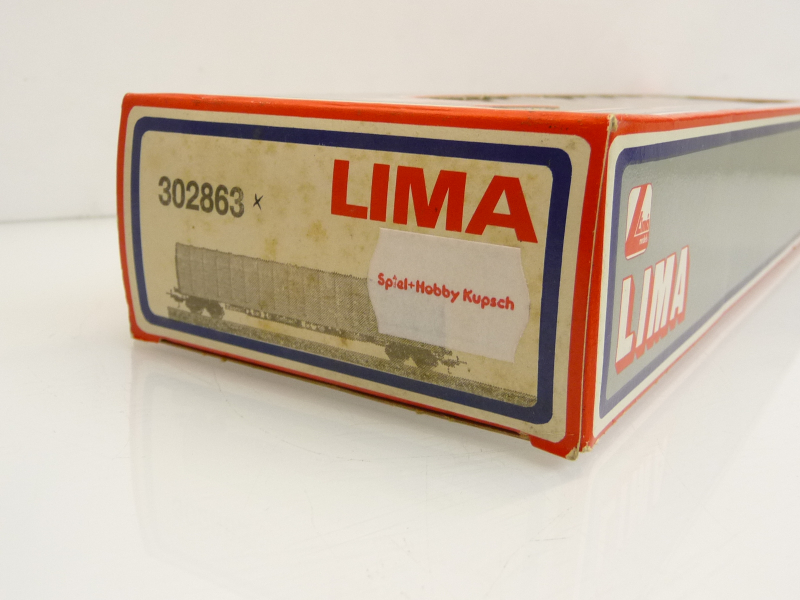 302863 x
LIMA
Spiel+Hobby Kupsch
LIMA